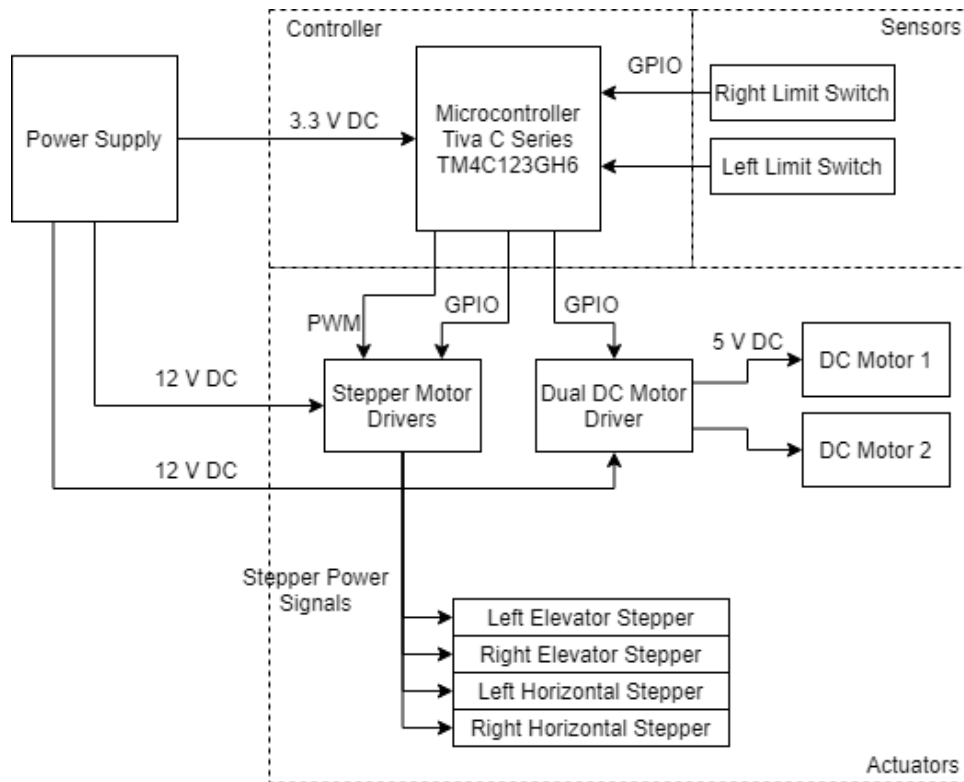 Controller
Sensors
Power Supply
3.3 V DC
Microcontroller
Tiva C Series
TM4C123GH6
GPIO
Right Limit Switch
Left Limit Switch
PWM
GPIO
GPIO
12 V DC
Stepper Motor
Drivers
Dual DC Motor
Driver
5 V DC
DC Motor 1
DC Motor 2
12 V DC
Stepper Power
Signals
Left Elevator Stepper
Right Elevator Stepper
Left Horizontal Stepper
Right Horizontal Stepper
Actuators